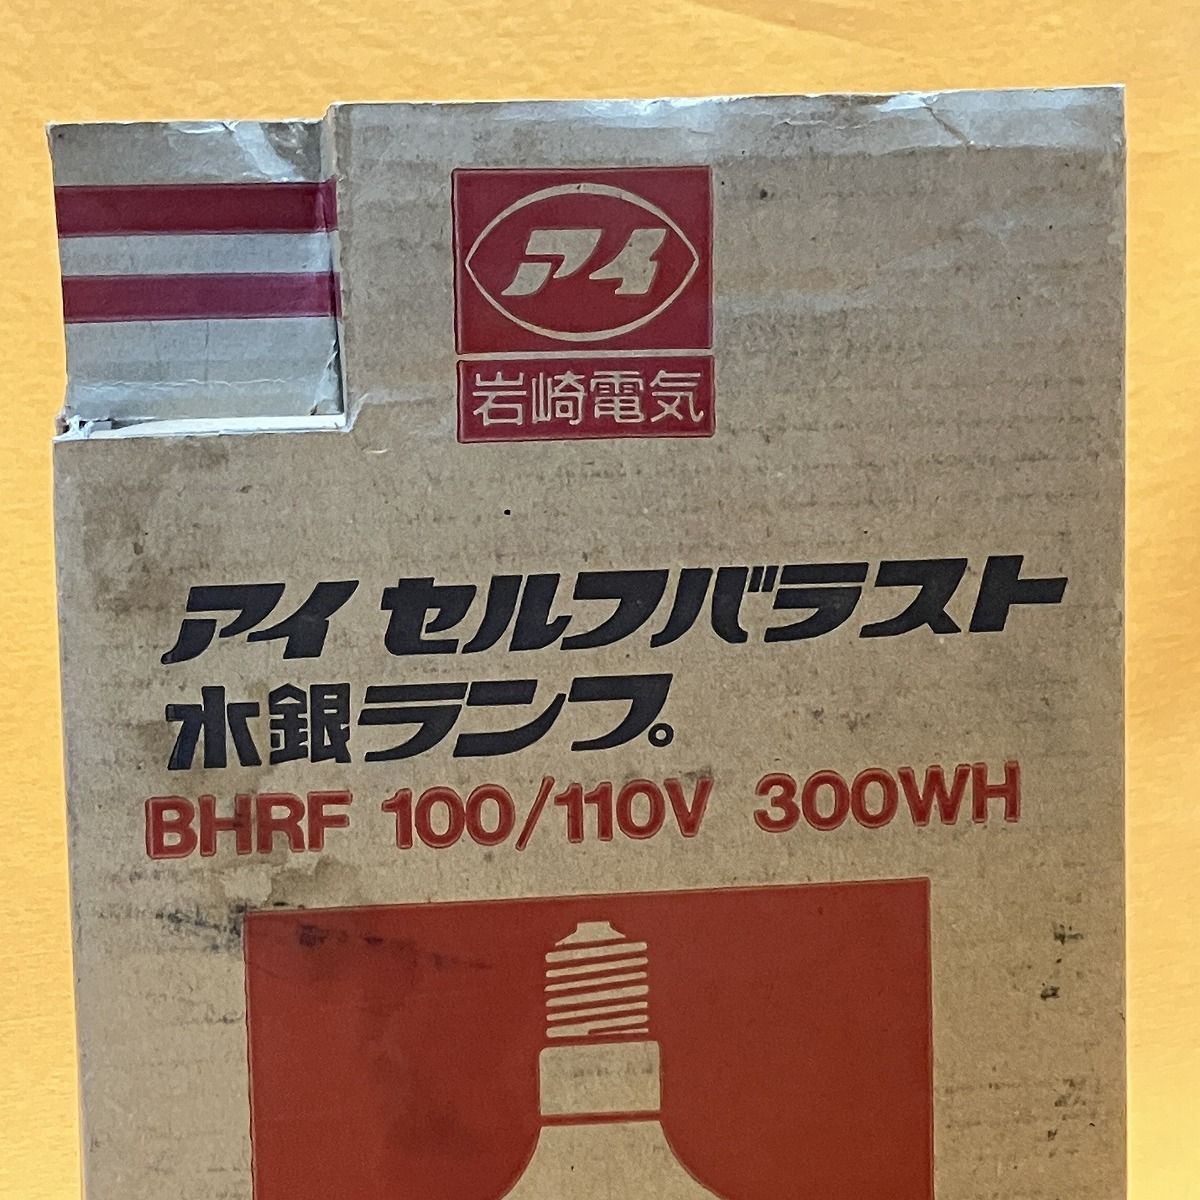 アイ
岩崎電気
アイ セルフバラスト
水銀ランプ。
BHRF 100/110V 300WH